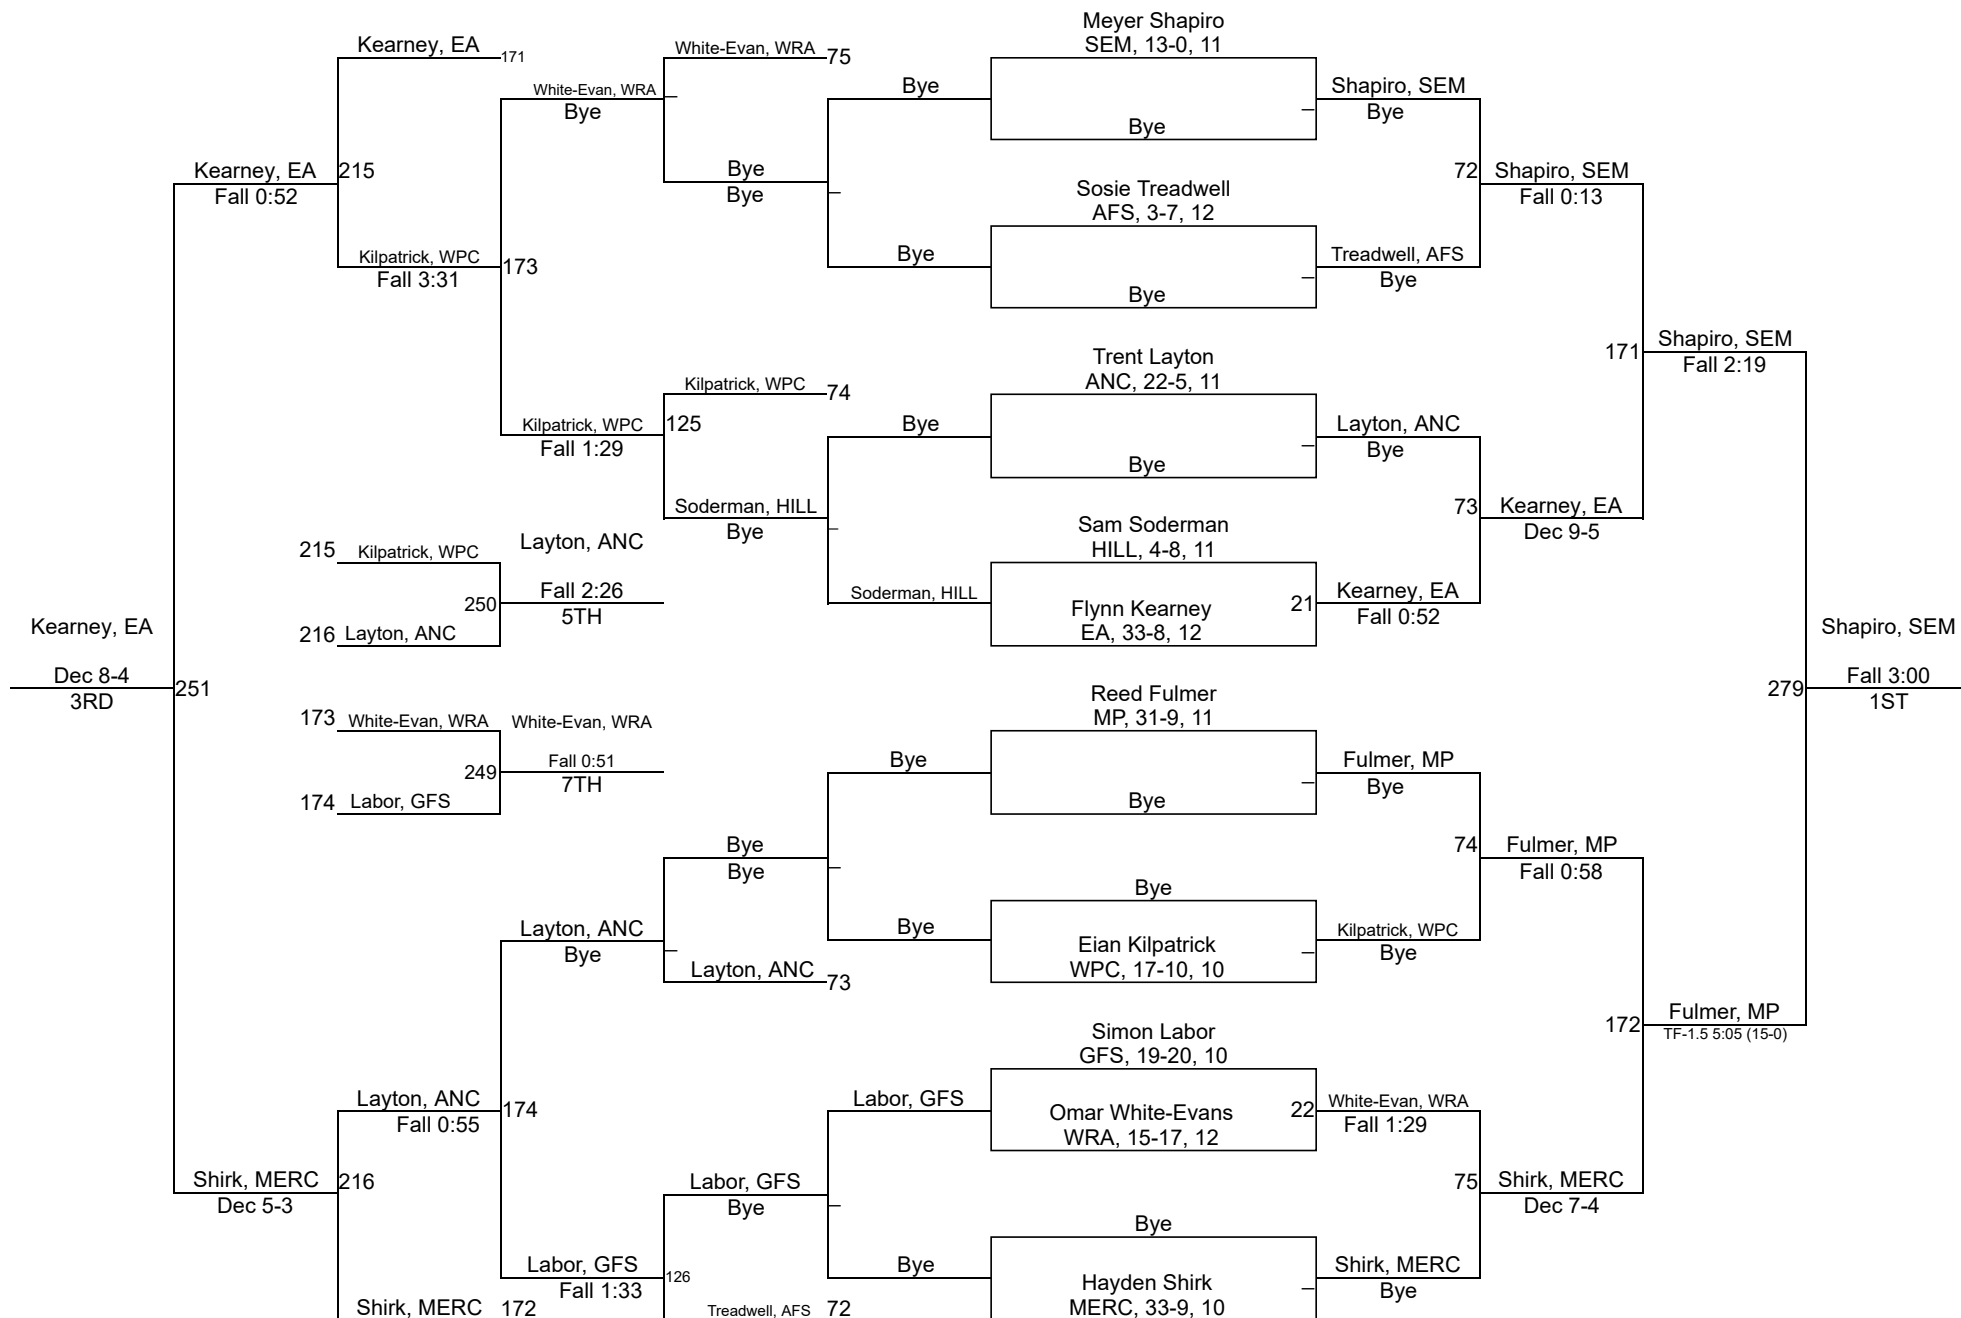 Meyer Shapiro
Kearney, EA
171
White-Evan, WRA
75
SEM, 13-0, 11
White-Evan, WRA
Bye
Bye
Shapiro, SEM
Bye
Bye
Kearney, EA
215
Fall 0:52
Bye
Bye
Sosie Treadwell
AFS, 3-7, 12
72
Shapiro, SEM
Fall 0:13
Kilpatrick, WPC
Fall 3:31
173
Bye
Bye
Treadwell, AFS
Bye
171
Shapiro, SEM
Fall 2:19
Trent Layton
ANC, 22-5, 11
Kilpatrick, WPC
74
Kilpatrick, WPC
Fall 1:29
125
Bye
Bye
Layton, ANC
Bye
Soderman, HILL
Bye
Sam Soderman
HILL, 4-8, 11
73
Kearney, EA
Dec 9-5
215
Kilpatrick, WPC
Layton, ANC
250
Fall 2:26
5TH
216
Layton, ANC
Soderman, HILL
Flynn Kearney
EA, 33-8, 12
21
Kearney, EA
Fall 0:52
Kearney, EA
Dec 8-4
3RD
251
Shapiro, SEM
279
Fall 3:00
1ST
173
White-Evan, WRA
White-Evan, WRA
249
Fall 0:51
7TH
174
Labor, GFS
Reed Fulmer
MP, 31-9, 11
Bye
Bye
Fulmer, MP
Bye
Bye
Bye
74
Fulmer, MP
Fall 0:58
Bye
Layton, ANC
Bye
Bye
Eian Kilpatrick
WPC, 17-10, 10
Kilpatrick, WPC
Bye
Layton, ANC
73
172
Fulmer, MP
TF-1.5 5:05 (15-0)
Simon Labor
GFS, 19-20, 10
Layton, ANC
Fall 0:55
174
Labor, GFS
Omar White-Evans
WRA, 15-17, 12
22
White-Evan, WRA
Fall 1:29
Shirk, MERC
Dec 5-3
216
Labor, GFS
Bye
75
Shirk, MERC
Dec 7-4
Bye
Labor, GFS
Fall 1:33
126
Bye
Hayden Shirk
MERC, 33-9, 10
Shirk, MERC
Bye
Shirk, MERC
172
Treadwell, AFS
72